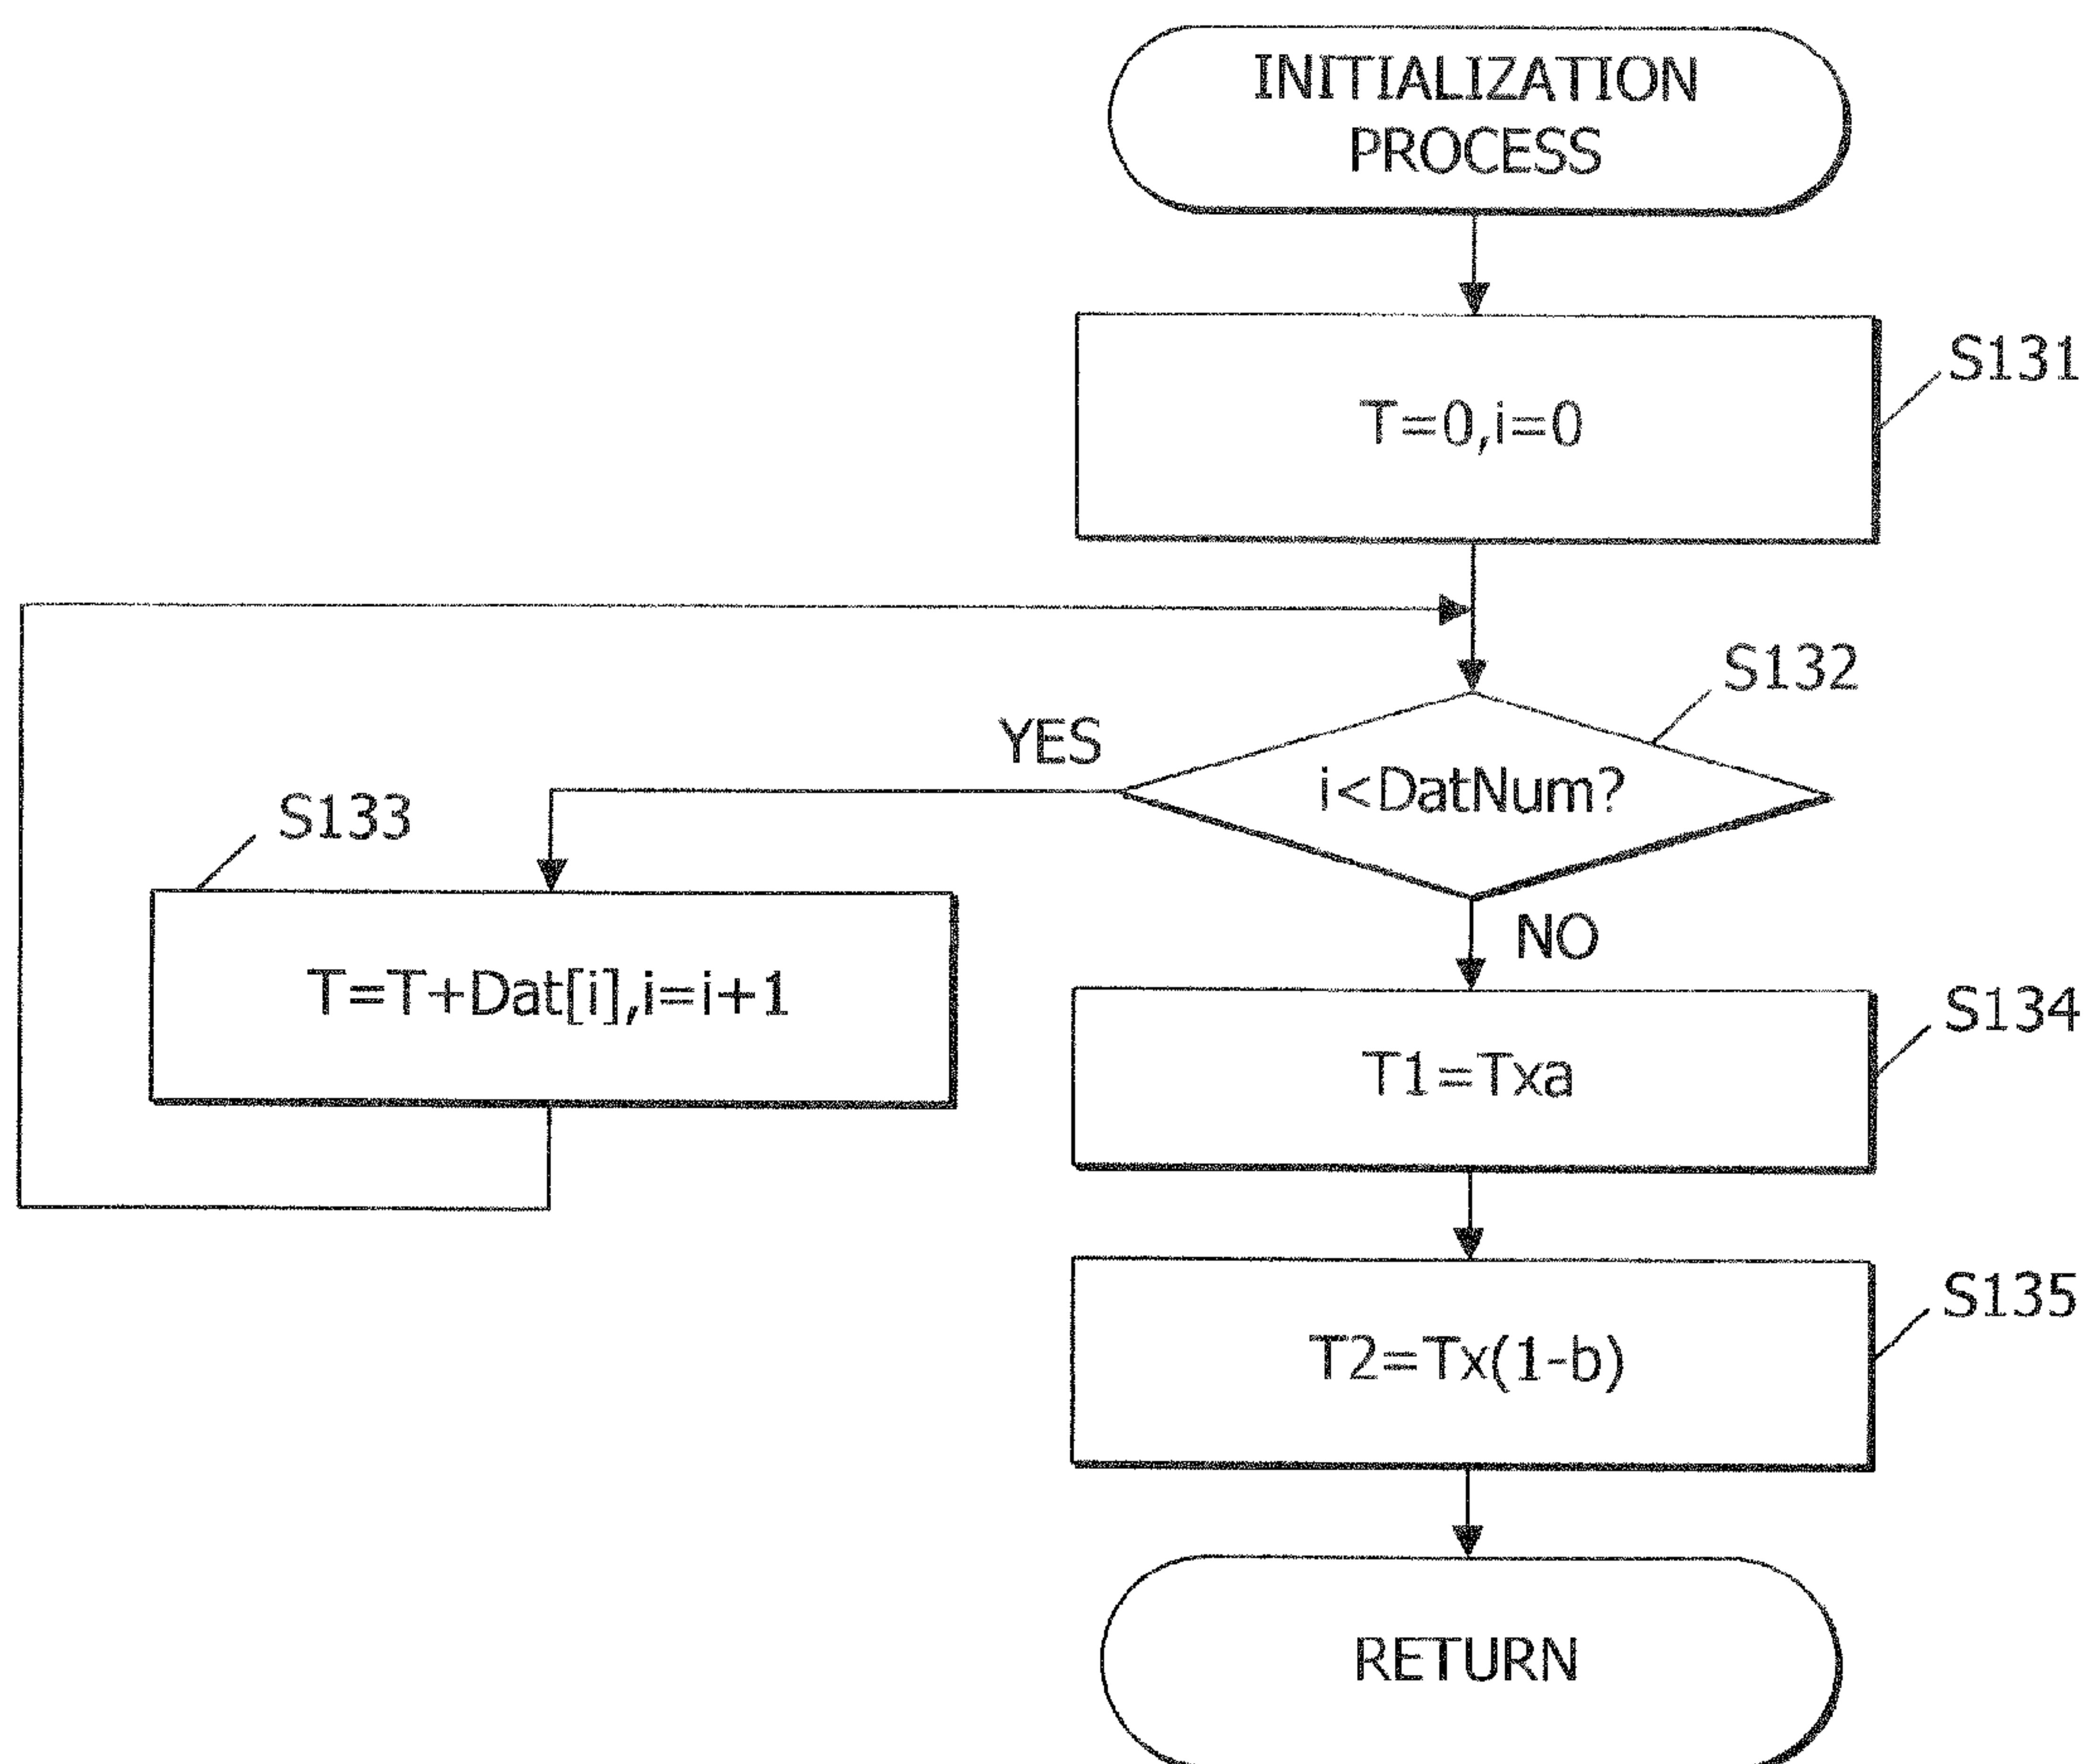 INITIALIZATION
PROCESS
S131
T=0,i=0
S132
YES
i<DatNum?
S133
NO
T=T+Dat[i],i=i+1
S134
T1=Txa
S135
T2=Tx(1-b)
RETURN